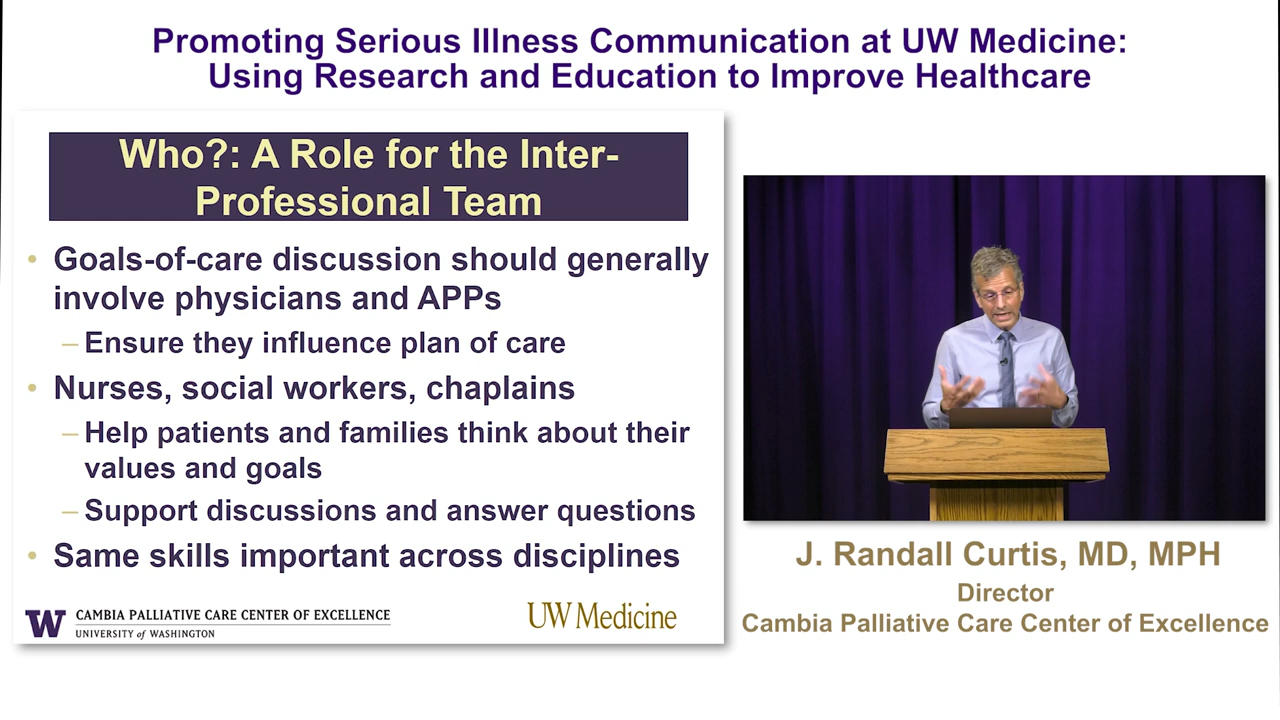 Promoting Serious Illness Communication at UW Medicine:
Using Research and Education to Improve Healthcare
Who?: A Role for the Inter-
Professional Team
• Goals-of-care discussion should generally
involve physicians and APPs
– Ensure they influence plan of care
• Nurses, social workers, chaplains
– Help patients and families think about their
values and goals
– Support discussions and answer questions
• Same skills important across disciplines
W CAMBIA PALLIATIVE CARE CENTER OF EXCELLENCE
UNIVERSITY of WASHINGTON
UW Medicine
J. Randall Curtis, MD, MPH
Director
Cambia Palliative Care Center of Excellence